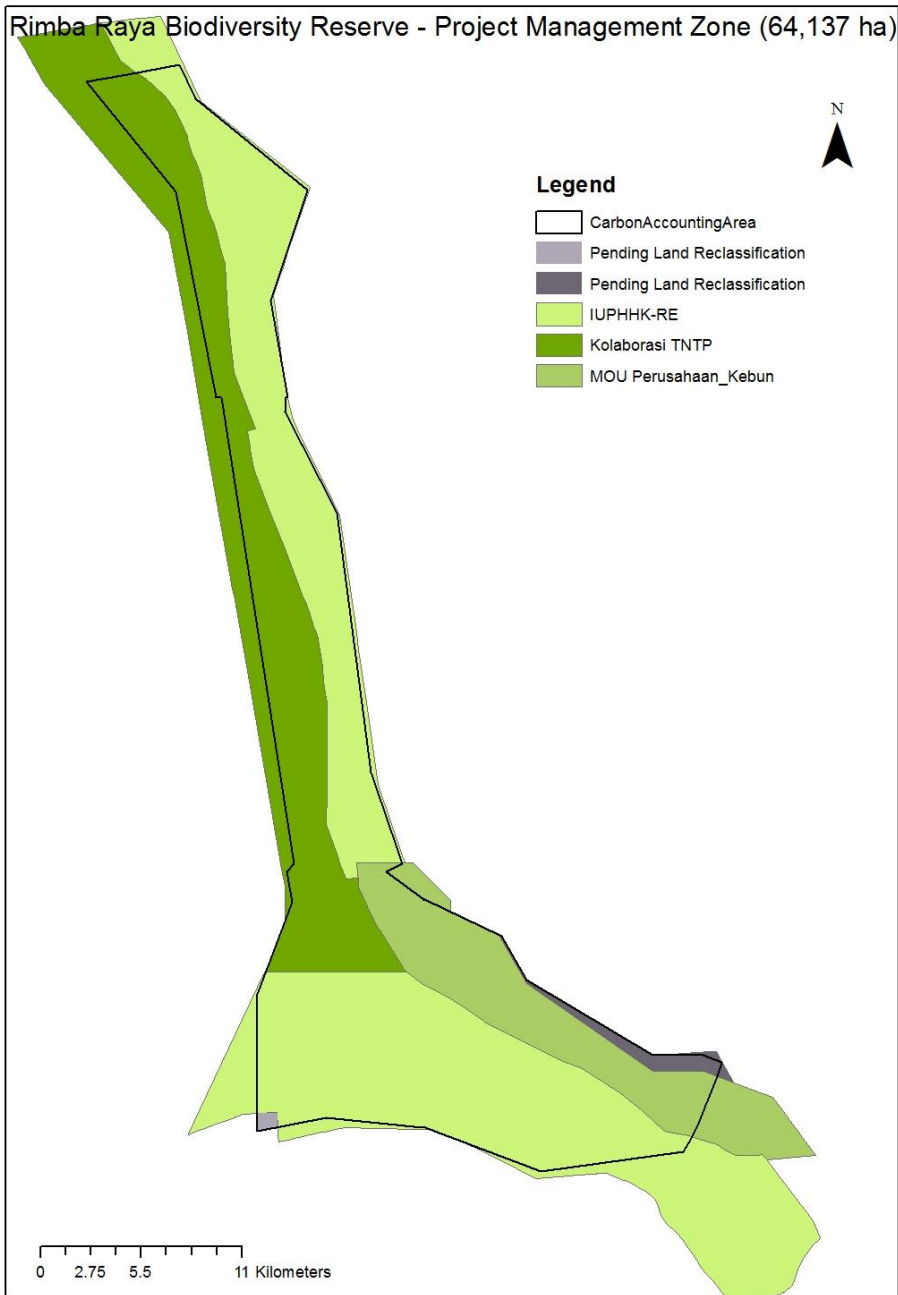 Rimba Raya Biodiversity Reserve - Project Management Zone (64,137 ha)
N
Legend
CarbonAccountingArea
Pending Land Reclassification
Pending Land Reclassification
IUPHHK-RE
Kolaborasi TNTP
MOU Perusahaan_Kebun
0 2.75 5.5 11 Kilometers